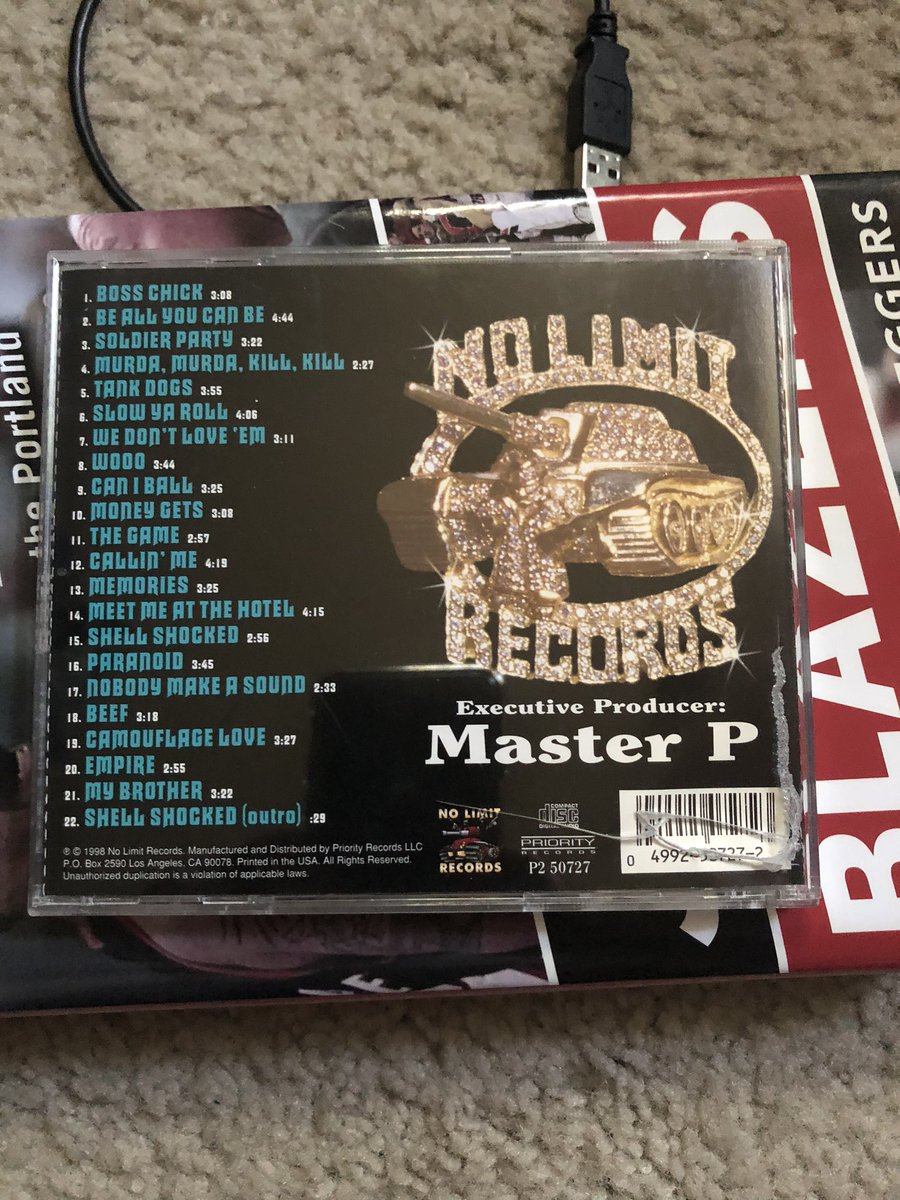 1. BOSS CHICK 3:08
2. BE ALL YOU CAN BE 4:44
3. SOLDIER PARTY 3:22
4. MURDA, MURDA, KILL, KILL 2:27
5. TANK DOGS 3:55
6. SLOW YA ROLL 4:06
7. WE DON'T LOVE 'EM 3:11
8. WOOO 3:44
9. CAN I BALL 3:25
10. MONEY GETS 3:08
11. THE GAME 2:57
12. CALLIN' ME 4:19
13. MEMORIES 3:25
14. MEET ME AT THE HOTEL 4:15
15. SHELL SHOCKED 2:56
16. PARANOID 3:45
17. NOBODY MAKE A SOUND 2:33
18. BEEF 3:18
19. CAMOUFLAGE LOVE 3:27
20. EMPIRE 2:55
21. MY BROTHER 3:22
22. SHELL SHOCKED (outro) :29
℗ © 1998 No Limit Records. Manufactured and Distributed by Priority Records LLC
P.O. Box 2590 Los Angeles, CA 90078. Printed in the USA. All Rights Reserved.
Unauthorized duplication is a violation of applicable laws.
NO LIMIT
RECORDS
Executive Producer:
Master P
NO LIMIT
RECORDS
COMPACT
disc
DIGITAL AUDIO
PRIORITY
RECORDS
P2 50727
the Portland